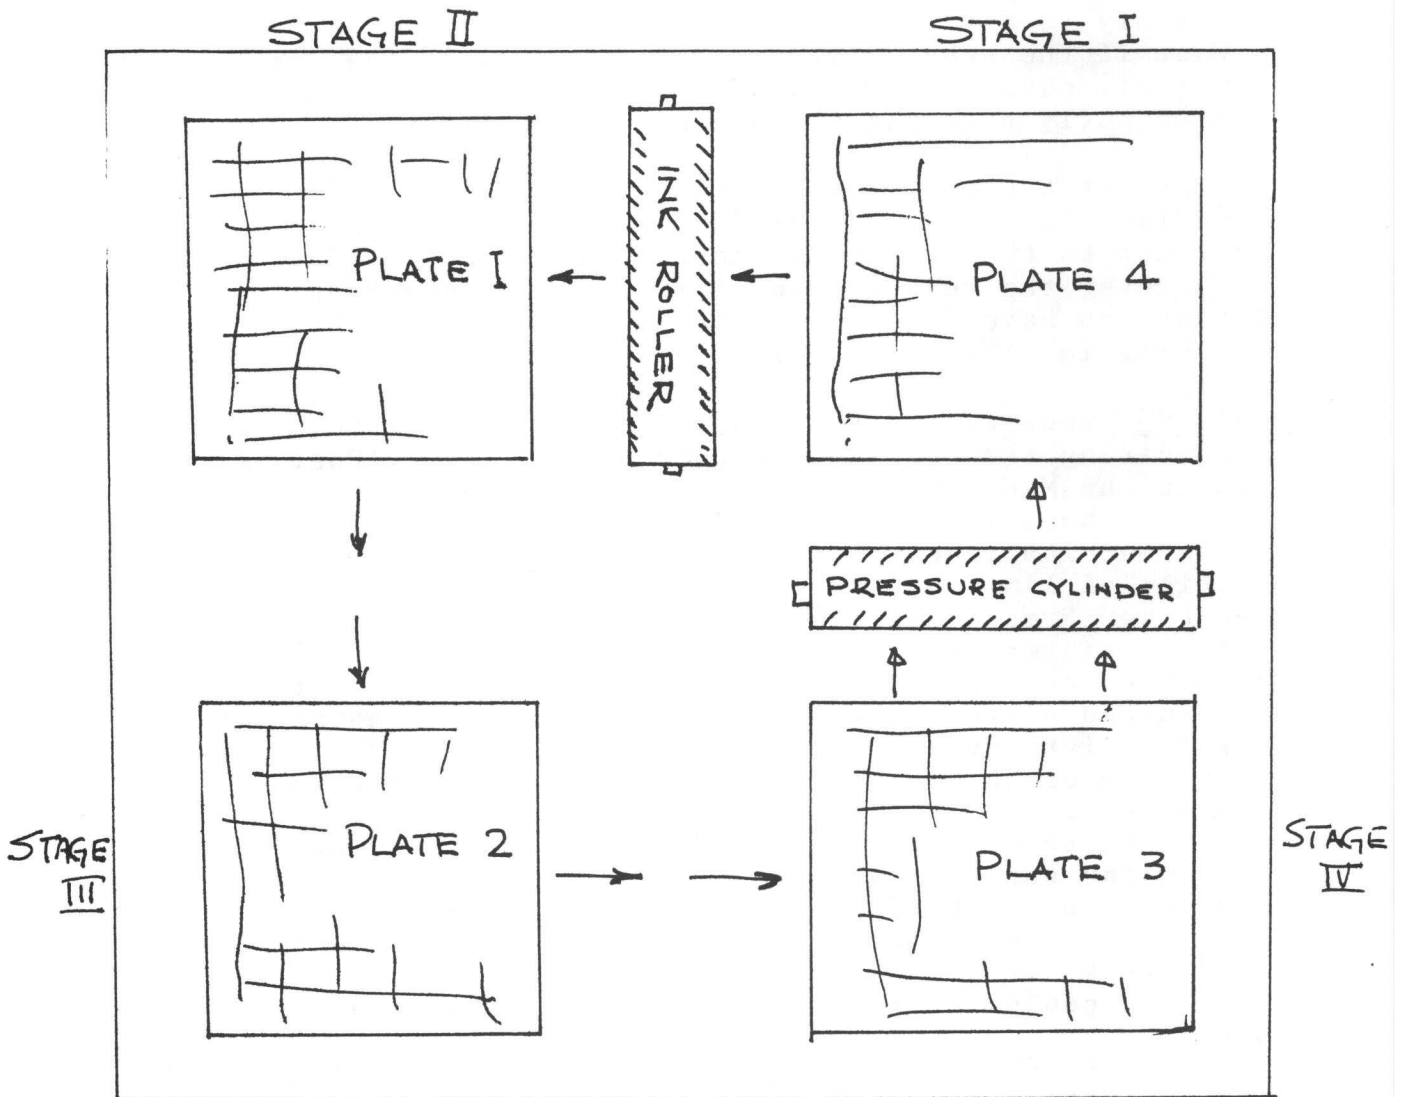 STAGE II
STAGE I
PLATE I
INK ROLLER
PLATE 4
PRESSURE CYLINDER
STAGE
III
PLATE 2
PLATE 3
STAGE
IV